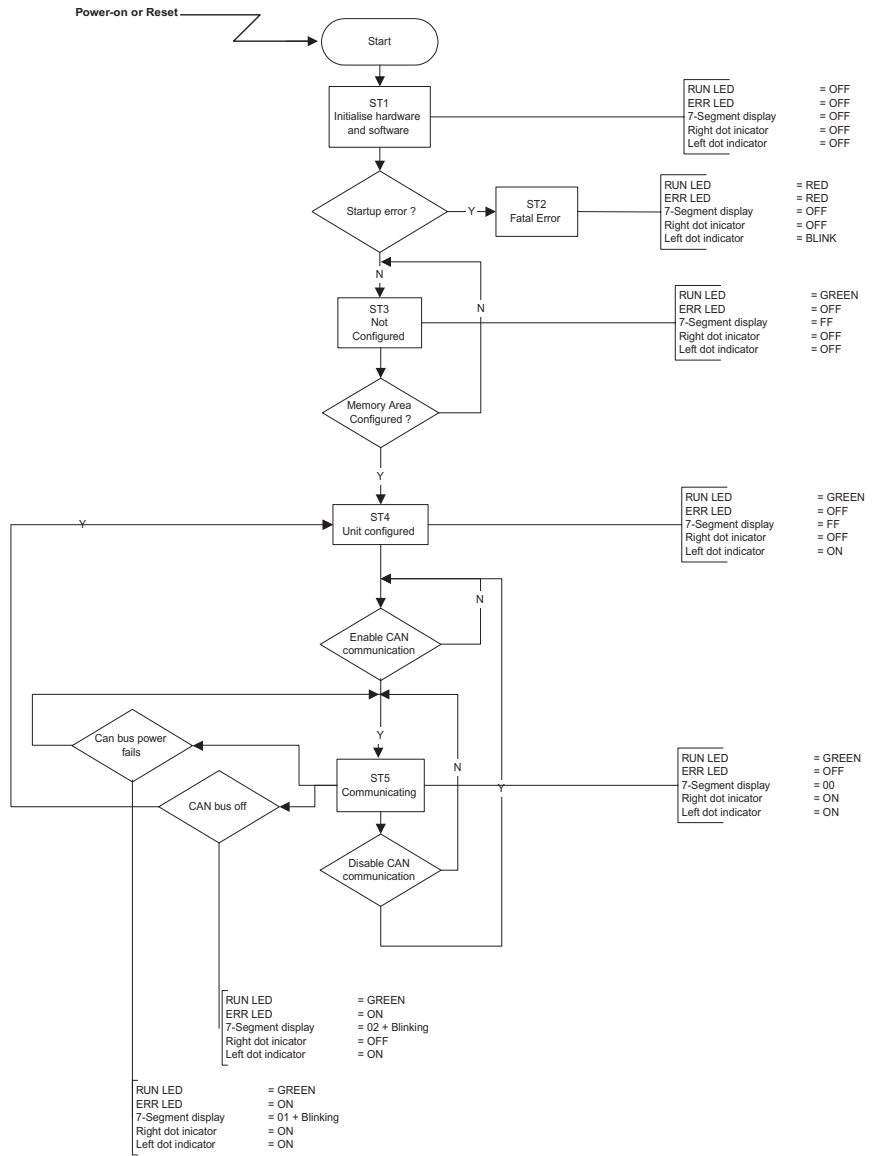 Power-on or Reset
Start
ST1
Initialise hardware
and software
RUN LED = OFF
ERR LED = OFF
7-Segment display = OFF
Right dot inicator = OFF
Left dot indicator = OFF
Startup error ?
Y
ST2
Fatal Error
RUN LED = RED
ERR LED = RED
7-Segment display = OFF
Right dot inicator = OFF
Left dot indicator = BLINK
N
N
ST3
Not
Configured
RUN LED = GREEN
ERR LED = OFF
7-Segment display = FF
Right dot inicator = OFF
Left dot indicator = OFF
Memory Area
Configured ?
Y
ST4
Unit configured
Y
RUN LED = GREEN
ERR LED = OFF
7-Segment display = FF
Right dot inicator = OFF
Left dot indicator = ON
N
Enable CAN
communication
Y
Can bus power
fails
N
ST5
Communicating
Y
RUN LED = GREEN
ERR LED = OFF
7-Segment display = 00
Right dot inicator = ON
Left dot indicator = ON
CAN bus off
Disable CAN
communication
RUN LED = GREEN
ERR LED = ON
7-Segment display = 02 + Blinking
Right dot inicator = OFF
Left dot indicator = ON
RUN LED = GREEN
ERR LED = ON
7-Segment display = 01 + Blinking
Right dot inicator = ON
Left dot indicator = ON